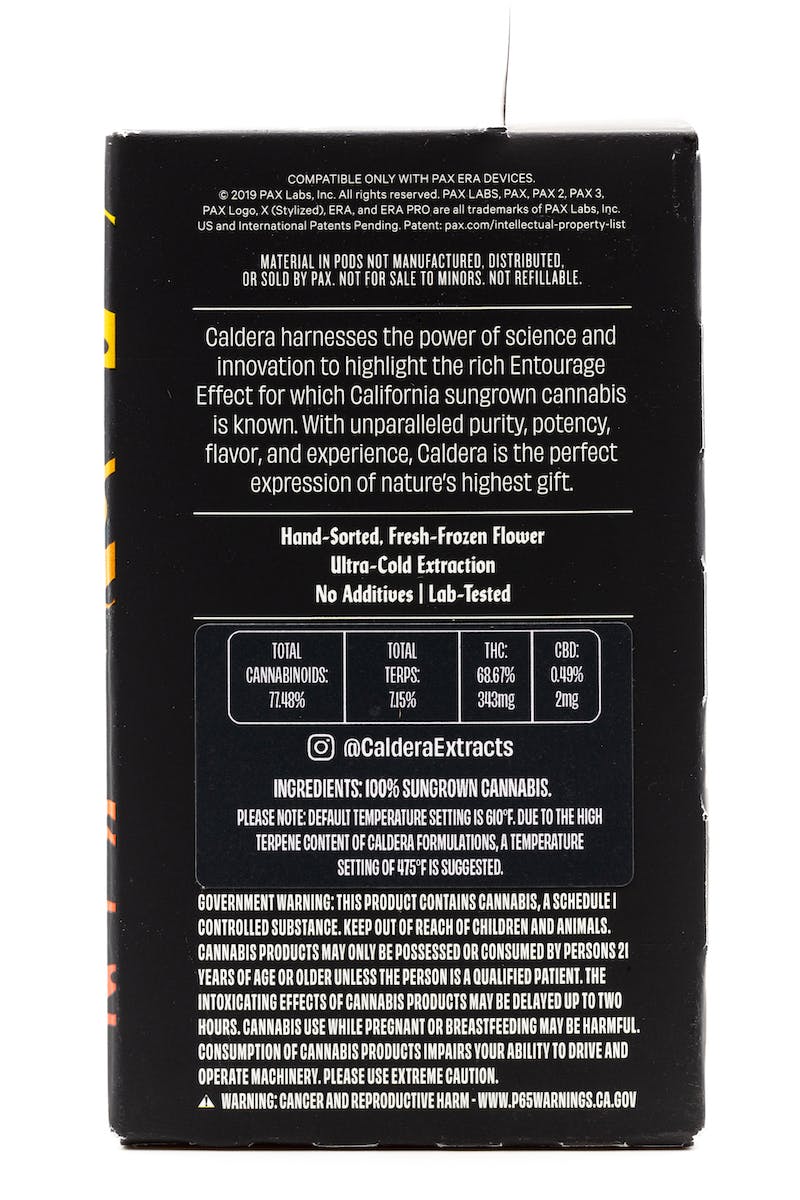 COMPATIBLE ONLY WITH PAX ERA DEVICES.
© 2019 PAX Labs, Inc. All rights reserved. PAX LABS, PAX, PAX 2, PAX 3,
PAX Logo, X (Stylized), ERA, and ERA PRO are all trademarks of PAX Labs, Inc.
US and International Patents Pending. Patent: pax.com/intellectual-property-list
MATERIAL IN PODS NOT MANUFACTURED, DISTRIBUTED,
OR SOLD BY PAX. NOT FOR SALE TO MINORS. NOT REFILLABLE.
Caldera harnesses the power of science and
innovation to highlight the rich Entourage
Effect for which California sungrown cannabis
is known. With unparalleled purity, potency,
flavor, and experience, Caldera is the perfect
expression of nature's highest gift.
Hand-Sorted, Fresh-Frozen Flower
Ultra-Cold Extraction
No Additives | Lab-Tested
TOTAL
CANNABINOIDS:
77.48%
TOTAL
TERPS:
7.15%
THC:
68.67%
343mg
CBD:
0.49%
2mg
@CalderaExtracts
INGREDIENTS: 100% SUNGROWN CANNABIS.
PLEASE NOTE: DEFAULT TEMPERATURE SETTING IS 610°F. DUE TO THE HIGH
TERPENE CONTENT OF CALDERA FORMULATIONS, A TEMPERATURE
SETTING OF 475°F IS SUGGESTED.
GOVERNMENT WARNING: THIS PRODUCT CONTAINS CANNABIS, A SCHEDULE I
CONTROLLED SUBSTANCE. KEEP OUT OF REACH OF CHILDREN AND ANIMALS.
CANNABIS PRODUCTS MAY ONLY BE POSSESSED OR CONSUMED BY PERSONS 21
YEARS OF AGE OR OLDER UNLESS THE PERSON IS A QUALIFIED PATIENT. THE
INTOXICATING EFFECTS OF CANNABIS PRODUCTS MAY BE DELAYED UP TO TWO
HOURS. CANNABIS USE WHILE PREGNANT OR BREASTFEEDING MAY BE HARMFUL.
CONSUMPTION OF CANNABIS PRODUCTS IMPAIRS YOUR ABILITY TO DRIVE AND
OPERATE MACHINERY. PLEASE USE EXTREME CAUTION.
WARNING: CANCER AND REPRODUCTIVE HARM - WWW.P65WARNINGS.CA.GOV